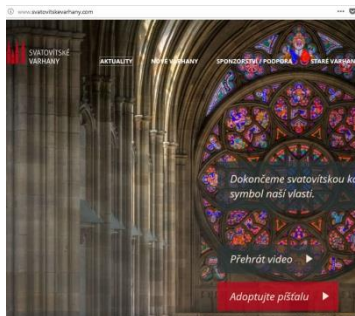 www.svatovitskevarhany.com
SVATOVÍTSKÉ
VARHANY
AKTUALITY NOVÉ VARHANY SPONZORSTVÍ / PODPORA STARÉ VARHAN
Dokončeme svatovítskou ka
symbol naší vlasti.
Přehrát video
Adoptujte píšťalu